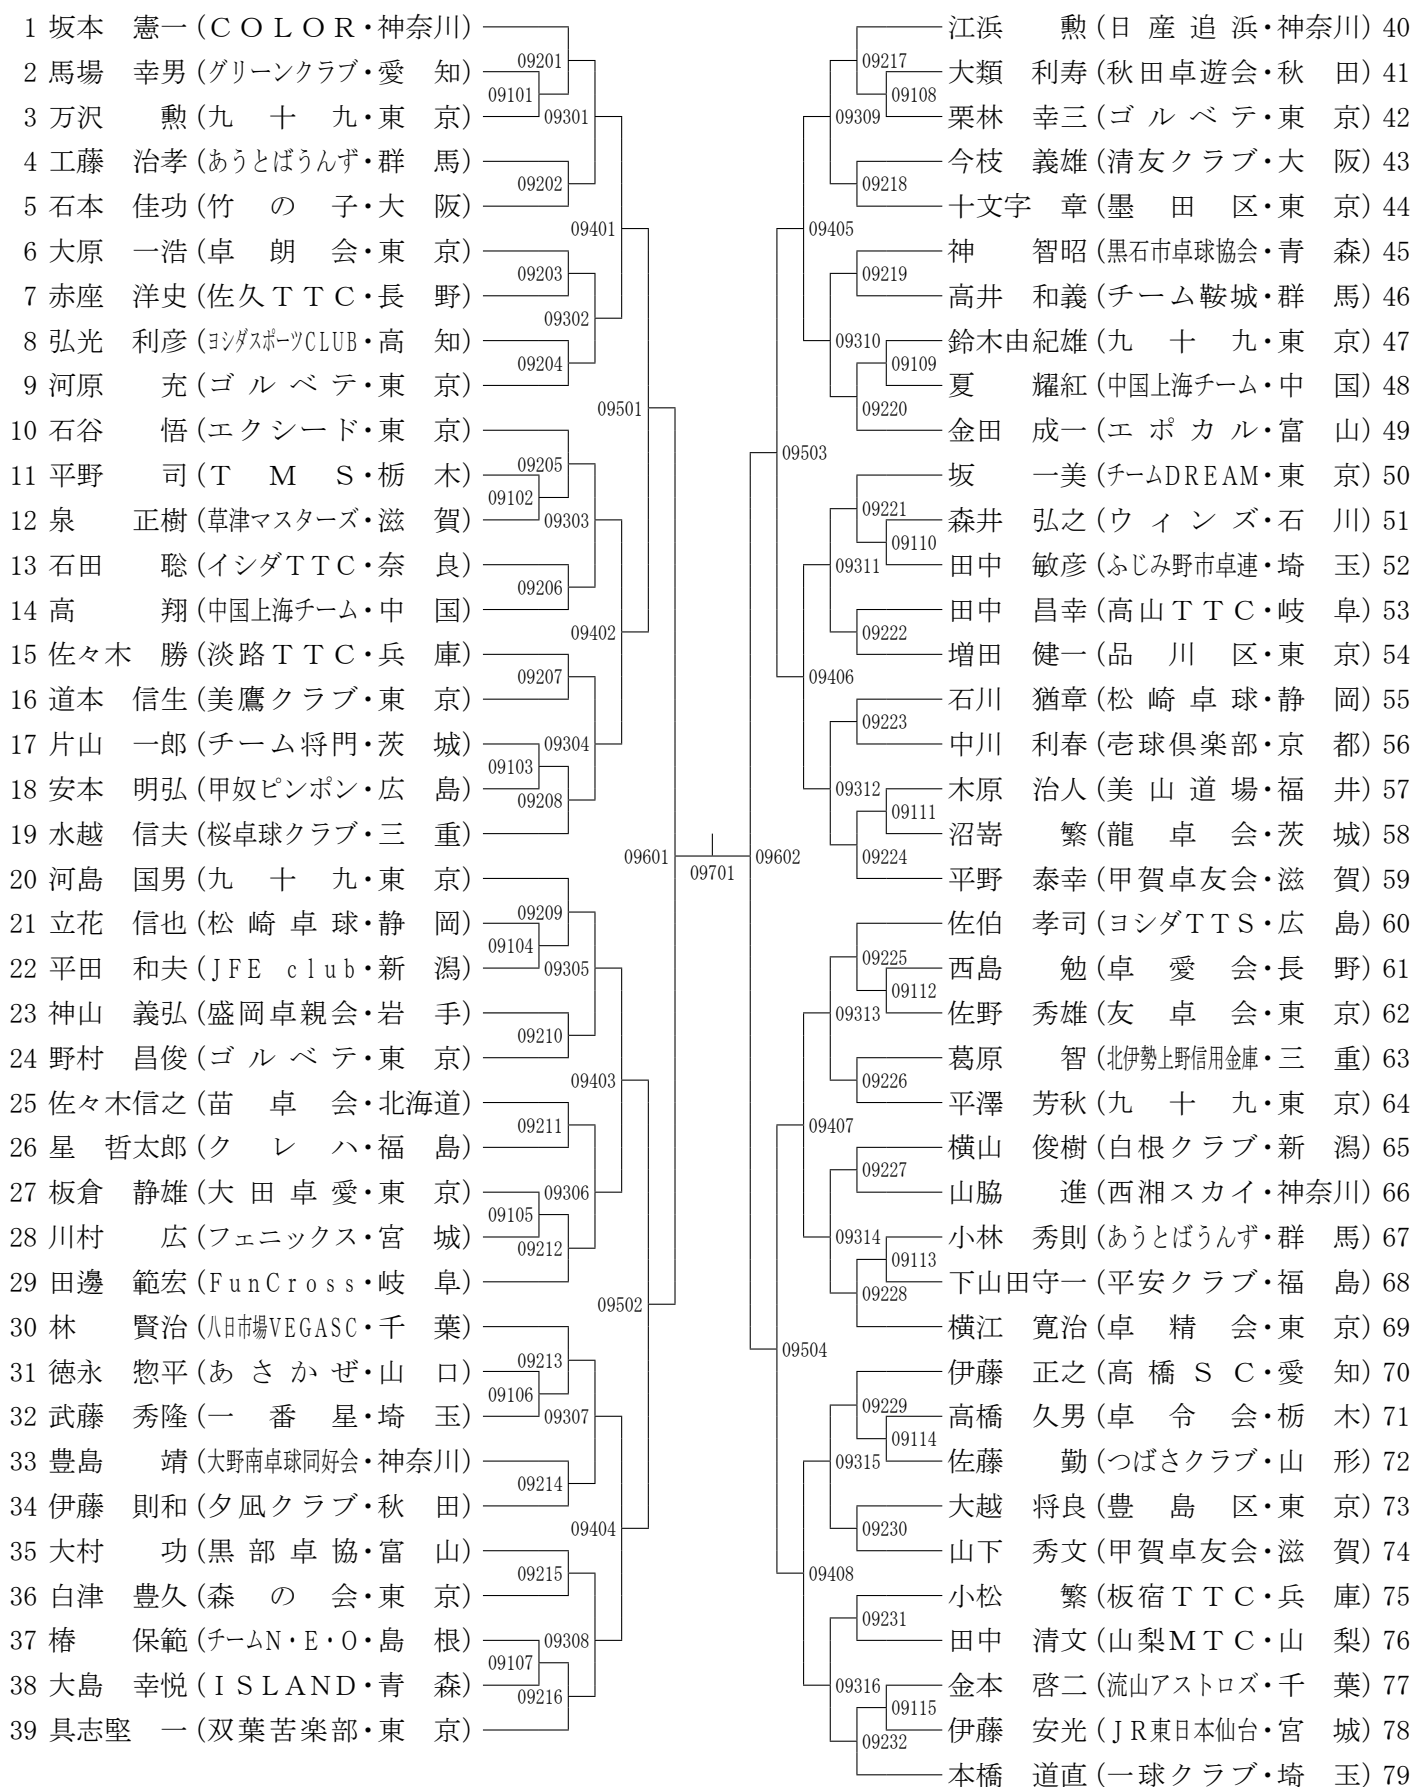 1 坂本　憲一 (ＣＯＬＯＲ・神奈川)
2 馬場　幸男 (グリーンクラブ・愛　知)
3 万沢　　勲 (九　十　九・東　京)
4 工藤　治孝 (あうとばうんず・群　馬)
5 石本　佳功 (竹　の　子・大　阪)
6 大原　一浩 (卓　朗　会・東　京)
7 赤座　洋史 (佐久ＴＴＣ・長　野)
8 弘光　利彦 (ヨシダスポーツCLUB・高　知)
9 河原　　充 (ゴルベテ・東　京)
10 石谷　　悟 (エクシード・東　京)
11 平野　　司 (Ｔ　Ｍ　Ｓ・栃　木)
12 泉　　正樹 (草津マスターズ・滋　賀)
13 石田　　聡 (イシダＴＴＣ・奈　良)
14 高　　　翔 (中国上海チーム・中　国)
15 佐々木　勝 (淡路ＴＴＣ・兵　庫)
16 道本　信生 (美鷹クラブ・東　京)
17 片山　一郎 (チーム将門・茨　城)
18 安本　明弘 (甲奴ピンポン・広　島)
19 水越　信夫 (桜卓球クラブ・三　重)
20 河島　国男 (九　十　九・東　京)
21 立花　信也 (松崎卓球・静　岡)
22 平田　和夫 (JFE club・新　潟)
23 神山　義弘 (盛岡卓親会・岩　手)
24 野村　昌俊 (ゴルベテ・東　京)
25 佐々木信之 (苗　卓　会・北海道)
26 星　哲太郎 (ク　レ　ハ・福　島)
27 板倉　静雄 (大田卓愛・東　京)
28 川村　　広 (フェニックス・宮　城)
29 田邊　範宏 (FunCross・岐　阜)
30 林　　賢治 (八日市場VEGASC・千　葉)
31 徳永　惣平 (あさかぜ・山　口)
32 武藤　秀隆 (一　番　星・埼　玉)
33 豊島　　靖 (大野南卓球同好会・神奈川)
34 伊藤　則和 (夕凪クラブ・秋　田)
35 大村　　功 (黒部卓協・富　山)
36 白津　豊久 (森　の　会・東　京)
37 椿　　保範 (チームN・E・O・島　根)
38 大島　幸悦 (ＩＳＬＡＮＤ・青　森)
39 具志堅　一 (双葉苦楽部・東　京)
09101
09102
09103
09104
09105
09106
09107
09201
09202
09203
09204
09205
09206
09207
09208
09209
09210
09211
09212
09213
09214
09215
09216
09301
09302
09303
09304
09305
09306
09307
09308
09401
09402
09403
09404
09501
09502
09601
09701
09602
09503
09504
09405
09406
09407
09408
09309
09310
09311
09312
09313
09314
09315
09316
09217
09218
09219
09220
09221
09222
09223
09224
09225
09226
09227
09228
09229
09230
09231
09232
09108
09109
09110
09111
09112
09113
09114
09115
江浜　　勲 (日産追浜・神奈川) 40
大類　利寿 (秋田卓遊会・秋　田) 41
栗林　幸三 (ゴルベテ・東　京) 42
今枝　義雄 (清友クラブ・大　阪) 43
十文字　章 (墨　田　区・東　京) 44
神　　智昭 (黒石市卓球協会・青　森) 45
高井　和義 (チーム鞍城・群　馬) 46
鈴木由紀雄 (九　十　九・東　京) 47
夏　　耀紅 (中国上海チーム・中　国) 48
金田　成一 (エポカル・富　山) 49
坂　　一美 (チームDREAM・東　京) 50
森井　弘之 (ウィンズ・石　川) 51
田中　敏彦 (ふじみ野市卓連・埼　玉) 52
田中　昌幸 (高山ＴＴＣ・岐　阜) 53
増田　健一 (品　川　区・東　京) 54
石川　猶章 (松崎卓球・静　岡) 55
中川　利春 (壱球倶楽部・京　都) 56
木原　治人 (美山道場・福　井) 57
沼嵜　　繁 (龍　卓　会・茨　城) 58
平野　泰幸 (甲賀卓友会・滋　賀) 59
佐伯　孝司 (ヨシダＴＴＳ・広　島) 60
西島　　勉 (卓　愛　会・長　野) 61
佐野　秀雄 (友　卓　会・東　京) 62
葛原　　智 (北伊勢上野信用金庫・三　重) 63
平澤　芳秋 (九　十　九・東　京) 64
横山　俊樹 (白根クラブ・新　潟) 65
山脇　　進 (西湘スカイ・神奈川) 66
小林　秀則 (あうとばうんず・群　馬) 67
下山田守一 (平安クラブ・福　島) 68
横江　寛治 (卓　精　会・東　京) 69
伊藤　正之 (高橋ＳＣ・愛　知) 70
高橋　久男 (卓　令　会・栃　木) 71
佐藤　　勤 (つばさクラブ・山　形) 72
大越　将良 (豊　島　区・東　京) 73
山下　秀文 (甲賀卓友会・滋　賀) 74
小松　　繁 (板宿ＴＴＣ・兵　庫) 75
田中　清文 (山梨ＭＴＣ・山　梨) 76
金本　啓二 (流山アストロズ・千　葉) 77
伊藤　安光 (ＪＲ東日本仙台・宮　城) 78
本橋　道直 (一球クラブ・埼　玉) 79